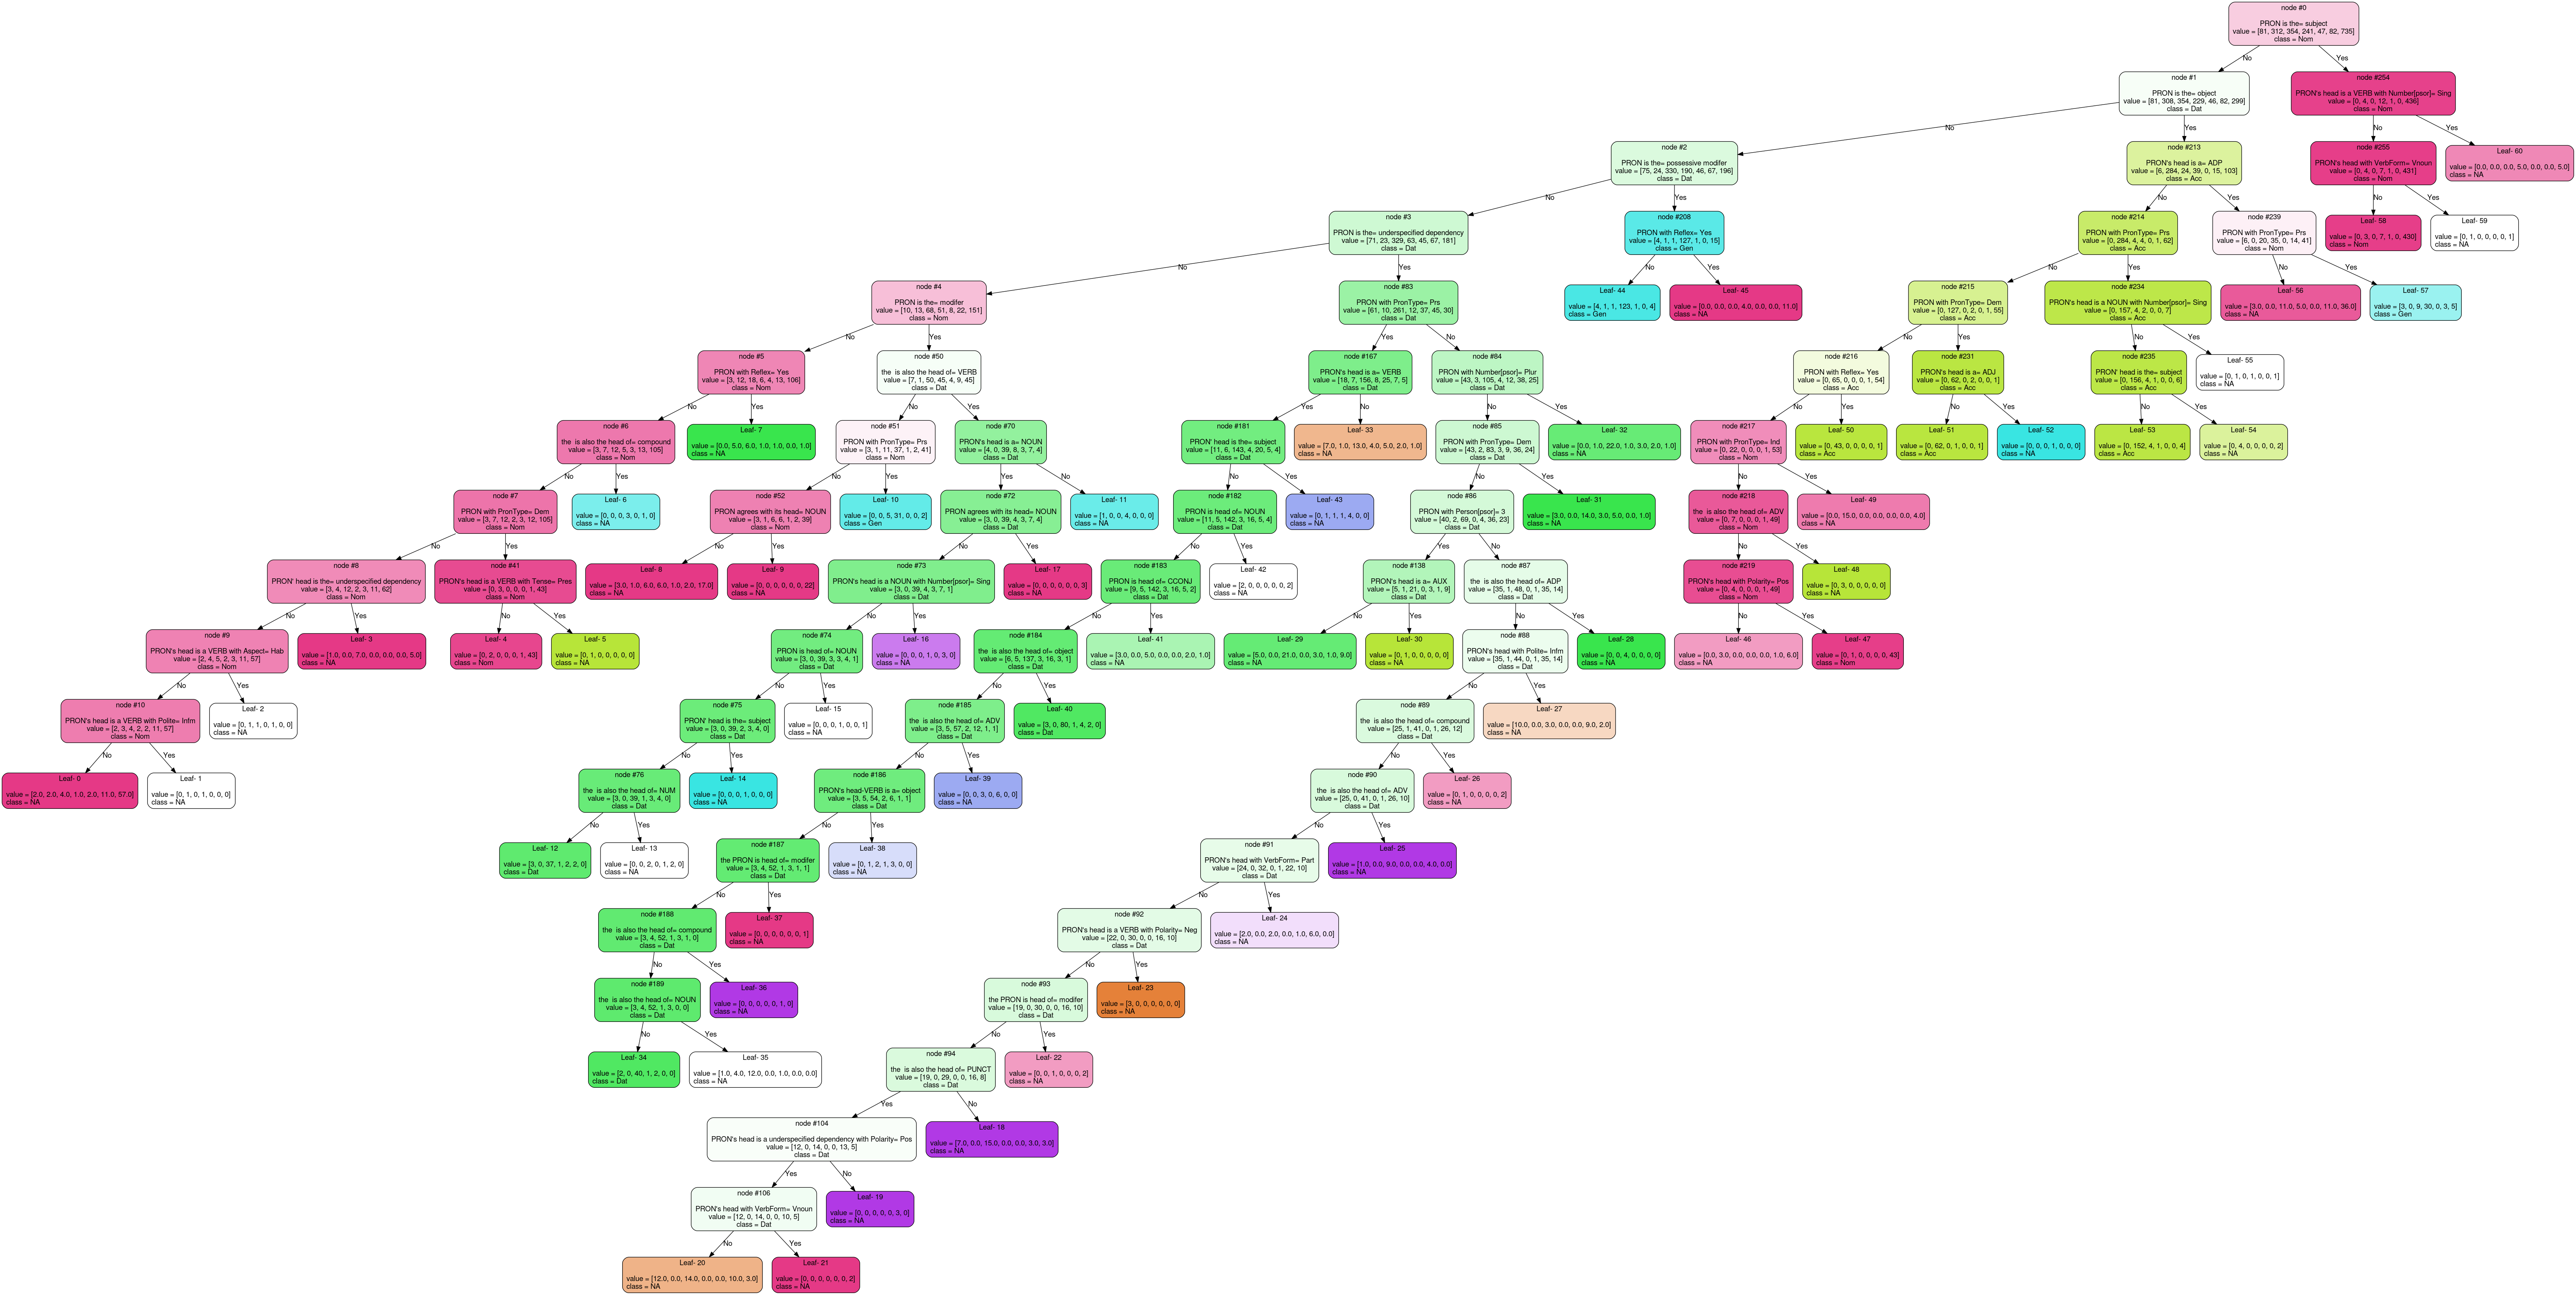 node #0
PRON is the= subject
value = [81, 312, 354, 241, 47, 82, 735]
class = Nom
No
Yes
node #1
PRON is the= object
value = [81, 308, 354, 229, 46, 82, 299]
class = Dat
node #254
PRON's head is a VERB with Number[psor]= Sing
value = [0, 4, 0, 12, 1, 0, 436]
class = Nom
No
Yes
No
Yes
node #2
PRON is the= possessive modifer
value = [75, 24, 330, 190, 46, 67, 196]
class = Dat
node #213
PRON's head is a= ADP
value = [6, 284, 24, 39, 0, 15, 103]
class = Acc
node #255
PRON's head with VerbForm= Vnoun
value = [0, 4, 0, 7, 1, 0, 431]
class = Nom
Leaf- 60
value = [0.0, 0.0, 0.0, 5.0, 0.0, 0.0, 5.0]
class = NA
No
Yes
No
Yes
No
Yes
node #3
PRON is the= underspecified dependency
value = [71, 23, 329, 63, 45, 67, 181]
class = Dat
node #208
PRON with Reflex= Yes
value = [4, 1, 1, 127, 1, 0, 15]
class = Gen
node #214
PRON with PronType= Prs
value = [0, 284, 4, 4, 0, 1, 62]
class = Acc
node #239
PRON with PronType= Prs
value = [6, 0, 20, 35, 0, 14, 41]
class = Nom
Leaf- 58
value = [0, 3, 0, 7, 1, 0, 430]
class = Nom
Leaf- 59
value = [0, 1, 0, 0, 0, 0, 1]
class = NA
No
Yes
No
Yes
No
Yes
No
Yes
node #4
PRON is the= modifer
value = [10, 13, 68, 51, 8, 22, 151]
class = Nom
node #83
PRON with PronType= Prs
value = [61, 10, 261, 12, 37, 45, 30]
class = Dat
Leaf- 44
value = [4, 1, 1, 123, 1, 0, 4]
class = Gen
Leaf- 45
value = [0.0, 0.0, 0.0, 4.0, 0.0, 0.0, 11.0]
class = NA
node #215
PRON with PronType= Dem
value = [0, 127, 0, 2, 0, 1, 55]
class = Acc
node #234
PRON's head is a NOUN with Number[psor]= Sing
value = [0, 157, 4, 2, 0, 0, 7]
class = Acc
Leaf- 56
value = [3.0, 0.0, 11.0, 5.0, 0.0, 11.0, 36.0]
class = NA
Leaf- 57
value = [3, 0, 9, 30, 0, 3, 5]
class = Gen
No
Yes
Yes
No
No
Yes
No
Yes
node #5
PRON with Reflex= Yes
value = [3, 12, 18, 6, 4, 13, 106]
class = Nom
node #50
the  is also the head of= VERB
value = [7, 1, 50, 45, 4, 9, 45]
class = Dat
node #167
PRON's head is a= VERB
value = [18, 7, 156, 8, 25, 7, 5]
class = Dat
node #84
PRON with Number[psor]= Plur
value = [43, 3, 105, 4, 12, 38, 25]
class = Dat
node #216
PRON with Reflex= Yes
value = [0, 65, 0, 0, 0, 1, 54]
class = Acc
node #231
PRON's head is a= ADJ
value = [0, 62, 0, 2, 0, 0, 1]
class = Acc
node #235
PRON' head is the= subject
value = [0, 156, 4, 1, 0, 0, 6]
class = Acc
Leaf- 55
value = [0, 1, 0, 1, 0, 0, 1]
class = NA
No
Yes
No
Yes
Yes
No
No
Yes
No
Yes
No
Yes
No
Yes
node #6
the  is also the head of= compound
value = [3, 7, 12, 5, 3, 13, 105]
class = Nom
Leaf- 7
value = [0.0, 5.0, 6.0, 1.0, 1.0, 0.0, 1.0]
class = NA
node #51
PRON with PronType= Prs
value = [3, 1, 11, 37, 1, 2, 41]
class = Nom
node #70
PRON's head is a= NOUN
value = [4, 0, 39, 8, 3, 7, 4]
class = Dat
node #181
PRON' head is the= subject
value = [11, 6, 143, 4, 20, 5, 4]
class = Dat
Leaf- 33
value = [7.0, 1.0, 13.0, 4.0, 5.0, 2.0, 1.0]
class = NA
node #85
PRON with PronType= Dem
value = [43, 2, 83, 3, 9, 36, 24]
class = Dat
Leaf- 32
value = [0.0, 1.0, 22.0, 1.0, 3.0, 2.0, 1.0]
class = NA
node #217
PRON with PronType= Ind
value = [0, 22, 0, 0, 0, 1, 53]
class = Nom
Leaf- 50
value = [0, 43, 0, 0, 0, 0, 1]
class = Acc
Leaf- 51
value = [0, 62, 0, 1, 0, 0, 1]
class = Acc
Leaf- 52
value = [0, 0, 0, 1, 0, 0, 0]
class = NA
Leaf- 53
value = [0, 152, 4, 1, 0, 0, 4]
class = Acc
Leaf- 54
value = [0, 4, 0, 0, 0, 0, 2]
class = NA
No
Yes
No
Yes
Yes
No
No
Yes
No
Yes
No
Yes
node #7
PRON with PronType= Dem
value = [3, 7, 12, 2, 3, 12, 105]
class = Nom
Leaf- 6
value = [0, 0, 0, 3, 0, 1, 0]
class = NA
node #52
PRON agrees with its head= NOUN
value = [3, 1, 6, 6, 1, 2, 39]
class = Nom
Leaf- 10
value = [0, 0, 5, 31, 0, 0, 2]
class = Gen
node #72
PRON agrees with its head= NOUN
value = [3, 0, 39, 4, 3, 7, 4]
class = Dat
Leaf- 11
value = [1, 0, 0, 4, 0, 0, 0]
class = NA
node #182
PRON is head of= NOUN
value = [11, 5, 142, 3, 16, 5, 4]
class = Dat
Leaf- 43
value = [0, 1, 1, 1, 4, 0, 0]
class = NA
node #86
PRON with Person[psor]= 3
value = [40, 2, 69, 0, 4, 36, 23]
class = Dat
Leaf- 31
value = [3.0, 0.0, 14.0, 3.0, 5.0, 0.0, 1.0]
class = NA
node #218
the  is also the head of= ADV
value = [0, 7, 0, 0, 0, 1, 49]
class = Nom
Leaf- 49
value = [0.0, 15.0, 0.0, 0.0, 0.0, 0.0, 4.0]
class = NA
No
Yes
No
Yes
No
Yes
No
Yes
Yes
No
No
Yes
node #8
PRON' head is the= underspecified dependency
value = [3, 4, 12, 2, 3, 11, 62]
class = Nom
node #41
PRON's head is a VERB with Tense= Pres
value = [0, 3, 0, 0, 0, 1, 43]
class = Nom
Leaf- 8
value = [3.0, 1.0, 6.0, 6.0, 1.0, 2.0, 17.0]
class = NA
Leaf- 9
value = [0, 0, 0, 0, 0, 0, 22]
class = NA
node #73
PRON's head is a NOUN with Number[psor]= Sing
value = [3, 0, 39, 4, 3, 7, 1]
class = Dat
Leaf- 17
value = [0, 0, 0, 0, 0, 0, 3]
class = NA
node #183
PRON is head of= CCONJ
value = [9, 5, 142, 3, 16, 5, 2]
class = Dat
Leaf- 42
value = [2, 0, 0, 0, 0, 0, 2]
class = NA
node #138
PRON's head is a= AUX
value = [5, 1, 21, 0, 3, 1, 9]
class = Dat
node #87
the  is also the head of= ADP
value = [35, 1, 48, 0, 1, 35, 14]
class = Dat
node #219
PRON's head with Polarity= Pos
value = [0, 4, 0, 0, 0, 1, 49]
class = Nom
Leaf- 48
value = [0, 3, 0, 0, 0, 0, 0]
class = NA
No
Yes
No
Yes
No
Yes
No
Yes
No
Yes
No
Yes
No
Yes
node #9
PRON's head is a VERB with Aspect= Hab
value = [2, 4, 5, 2, 3, 11, 57]
class = Nom
Leaf- 3
value = [1.0, 0.0, 7.0, 0.0, 0.0, 0.0, 5.0]
class = NA
Leaf- 4
value = [0, 2, 0, 0, 0, 1, 43]
class = Nom
Leaf- 5
value = [0, 1, 0, 0, 0, 0, 0]
class = NA
node #74
PRON is head of= NOUN
value = [3, 0, 39, 3, 3, 4, 1]
class = Dat
Leaf- 16
value = [0, 0, 0, 1, 0, 3, 0]
class = NA
node #184
the  is also the head of= object
value = [6, 5, 137, 3, 16, 3, 1]
class = Dat
Leaf- 41
value = [3.0, 0.0, 5.0, 0.0, 0.0, 2.0, 1.0]
class = NA
Leaf- 29
value = [5.0, 0.0, 21.0, 0.0, 3.0, 1.0, 9.0]
class = NA
Leaf- 30
value = [0, 1, 0, 0, 0, 0, 0]
class = NA
node #88
PRON's head with Polite= Infm
value = [35, 1, 44, 0, 1, 35, 14]
class = Dat
Leaf- 28
value = [0, 0, 4, 0, 0, 0, 0]
class = NA
Leaf- 46
value = [0.0, 3.0, 0.0, 0.0, 0.0, 1.0, 6.0]
class = NA
Leaf- 47
value = [0, 1, 0, 0, 0, 0, 43]
class = Nom
No
Yes
No
Yes
No
Yes
No
Yes
node #10
PRON's head is a VERB with Polite= Infm
value = [2, 3, 4, 2, 2, 11, 57]
class = Nom
Leaf- 2
value = [0, 1, 1, 0, 1, 0, 0]
class = NA
node #75
PRON' head is the= subject
value = [3, 0, 39, 2, 3, 4, 0]
class = Dat
Leaf- 15
value = [0, 0, 0, 1, 0, 0, 1]
class = NA
node #185
the  is also the head of= ADV
value = [3, 5, 57, 2, 12, 1, 1]
class = Dat
Leaf- 40
value = [3, 0, 80, 1, 4, 2, 0]
class = Dat
node #89
the  is also the head of= compound
value = [25, 1, 41, 0, 1, 26, 12]
class = Dat
Leaf- 27
value = [10.0, 0.0, 3.0, 0.0, 0.0, 9.0, 2.0]
class = NA
No
Yes
No
Yes
No
Yes
No
Yes
Leaf- 0
value = [2.0, 2.0, 4.0, 1.0, 2.0, 11.0, 57.0]
class = NA
Leaf- 1
value = [0, 1, 0, 1, 0, 0, 0]
class = NA
node #76
the  is also the head of= NUM
value = [3, 0, 39, 1, 3, 4, 0]
class = Dat
Leaf- 14
value = [0, 0, 0, 1, 0, 0, 0]
class = NA
node #186
PRON's head-VERB is a= object
value = [3, 5, 54, 2, 6, 1, 1]
class = Dat
Leaf- 39
value = [0, 0, 3, 0, 6, 0, 0]
class = NA
node #90
the  is also the head of= ADV
value = [25, 0, 41, 0, 1, 26, 10]
class = Dat
Leaf- 26
value = [0, 1, 0, 0, 0, 0, 2]
class = NA
No
Yes
No
Yes
No
Yes
Leaf- 12
value = [3, 0, 37, 1, 2, 2, 0]
class = Dat
Leaf- 13
value = [0, 0, 2, 0, 1, 2, 0]
class = NA
node #187
the PRON is head of= modifer
value = [3, 4, 52, 1, 3, 1, 1]
class = Dat
Leaf- 38
value = [0, 1, 2, 1, 3, 0, 0]
class = NA
node #91
PRON's head with VerbForm= Part
value = [24, 0, 32, 0, 1, 22, 10]
class = Dat
Leaf- 25
value = [1.0, 0.0, 9.0, 0.0, 0.0, 4.0, 0.0]
class = NA
No
Yes
No
Yes
node #188
the  is also the head of= compound
value = [3, 4, 52, 1, 3, 1, 0]
class = Dat
Leaf- 37
value = [0, 0, 0, 0, 0, 0, 1]
class = NA
node #92
PRON's head is a VERB with Polarity= Neg
value = [22, 0, 30, 0, 0, 16, 10]
class = Dat
Leaf- 24
value = [2.0, 0.0, 2.0, 0.0, 1.0, 6.0, 0.0]
class = NA
No
Yes
No
Yes
node #189
the  is also the head of= NOUN
value = [3, 4, 52, 1, 3, 0, 0]
class = Dat
Leaf- 36
value = [0, 0, 0, 0, 0, 1, 0]
class = NA
node #93
the PRON is head of= modifer
value = [19, 0, 30, 0, 0, 16, 10]
class = Dat
Leaf- 23
value = [3, 0, 0, 0, 0, 0, 0]
class = NA
No
Yes
No
Yes
Leaf- 34
value = [2, 0, 40, 1, 2, 0, 0]
class = Dat
Leaf- 35
value = [1.0, 4.0, 12.0, 0.0, 1.0, 0.0, 0.0]
class = NA
node #94
the  is also the head of= PUNCT
value = [19, 0, 29, 0, 0, 16, 8]
class = Dat
Leaf- 22
value = [0, 0, 1, 0, 0, 0, 2]
class = NA
Yes
No
node #104
PRON's head is a underspecified dependency with Polarity= Pos
value = [12, 0, 14, 0, 0, 13, 5]
class = Dat
Leaf- 18
value = [7.0, 0.0, 15.0, 0.0, 0.0, 3.0, 3.0]
class = NA
Yes
No
node #106
PRON's head with VerbForm= Vnoun
value = [12, 0, 14, 0, 0, 10, 5]
class = Dat
Leaf- 19
value = [0, 0, 0, 0, 0, 3, 0]
class = NA
No
Yes
Leaf- 20
value = [12.0, 0.0, 14.0, 0.0, 0.0, 10.0, 3.0]
class = NA
Leaf- 21
value = [0, 0, 0, 0, 0, 0, 2]
class = NA